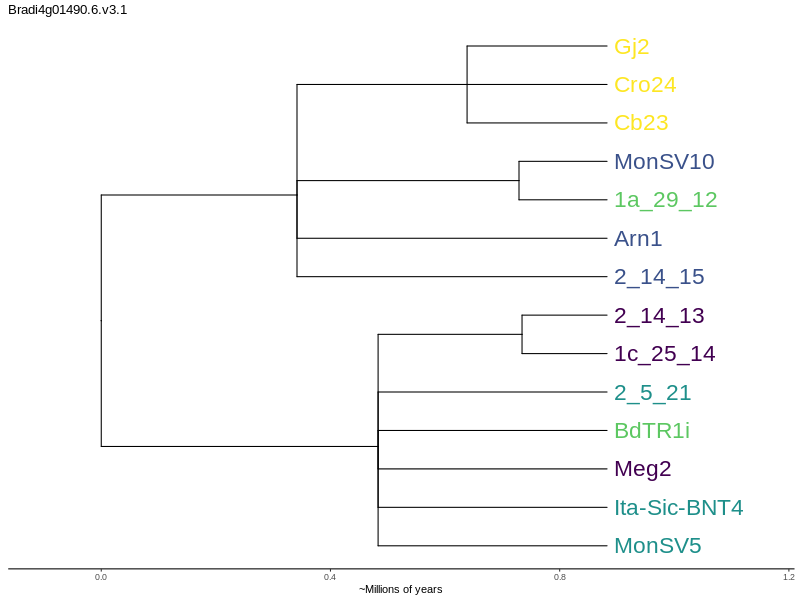 Bradi4g01490.6.v3.1
Gj2
Cro24
Cb23
MonSV10
1a_29_12
Arn1
2_14_15
2_14_13
1c_25_14
2_5_21
BdTR1i
Meg2
Ita-Sic-BNT4
MonSV5
0.0 0.4 0.8 1.2
~Millions of years